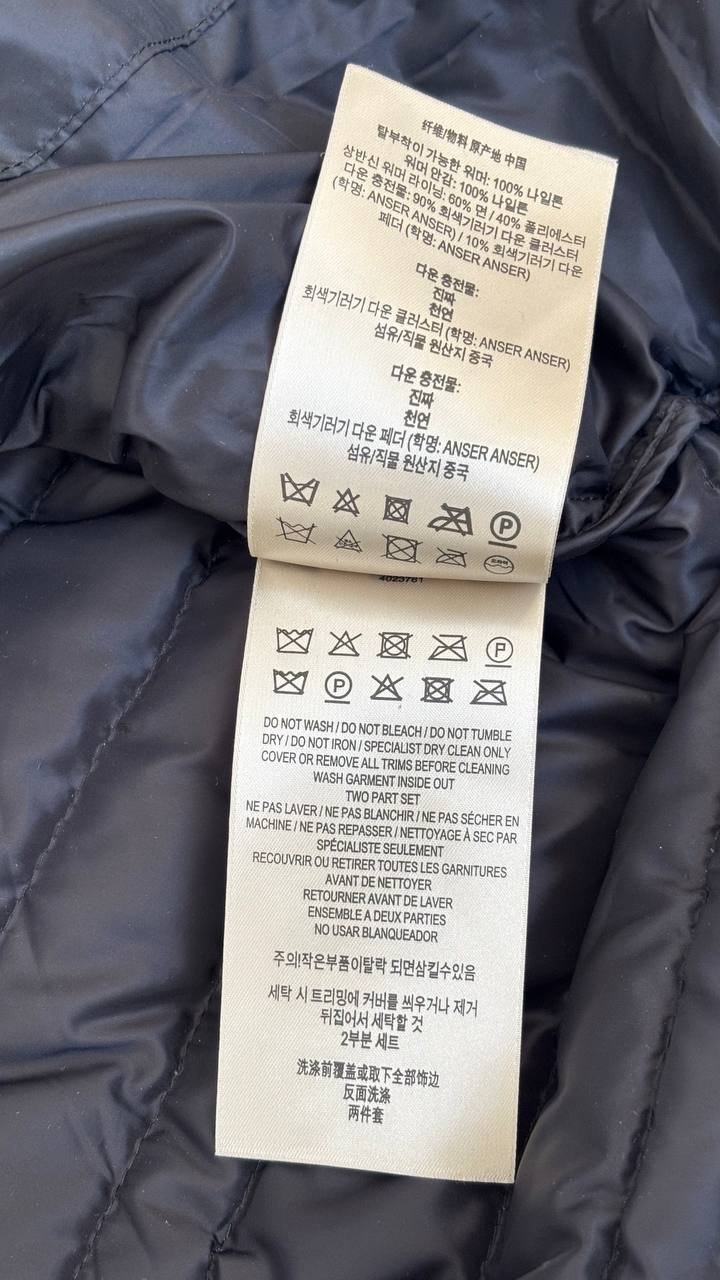 纤维/物料 原产地 中国
탈부착이 가능한 워머: 100% 나일론
워머 안감: 100% 나일론
상반신 워머 라이닝: 60% 면 / 40% 폴리에스터
다운 충전물: 90% 회색기러기 다운 클러스터
(학명: ANSER ANSER) / 10% 회색기러기 다운
페더 (학명: ANSER ANSER)
다운 충전물:
진짜
천연
회색기러기 다운 클러스터 (학명: ANSER ANSER)
섬유/직물 원산지 중국
다운 충전물:
진짜
천연
회색기러기 다운 페더 (학명: ANSER ANSER)
섬유/직물 원산지 중국
P
드라이
4023761
P
P
DO NOT WASH / DO NOT BLEACH / DO NOT TUMBLE
DRY / DO NOT IRON / SPECIALIST DRY CLEAN ONLY
COVER OR REMOVE ALL TRIMS BEFORE CLEANING
WASH GARMENT INSIDE OUT
TWO PART SET
NE PAS LAVER / NE PAS BLANCHIR / NE PAS SÉCHER EN
MACHINE / NE PAS REPASSER / NETTOYAGE À SEC PAR
SPÉCIALISTE SEULEMENT
RECOUVRIR OU RETIRER TOUTES LES GARNITURES
AVANT DE NETTOYER
RETOURNER AVANT DE LAVER
ENSEMBLE A DEUX PARTIES
NO USAR BLANQUEADOR
주의!작은부품이탈락 되면삼킬수있음
세탁 시 트리밍에 커버를 씌우거나 제거
뒤집어서 세탁할 것
2부분 세트
洗涤前覆盖或取下全部饰边
反面洗涤
两件套